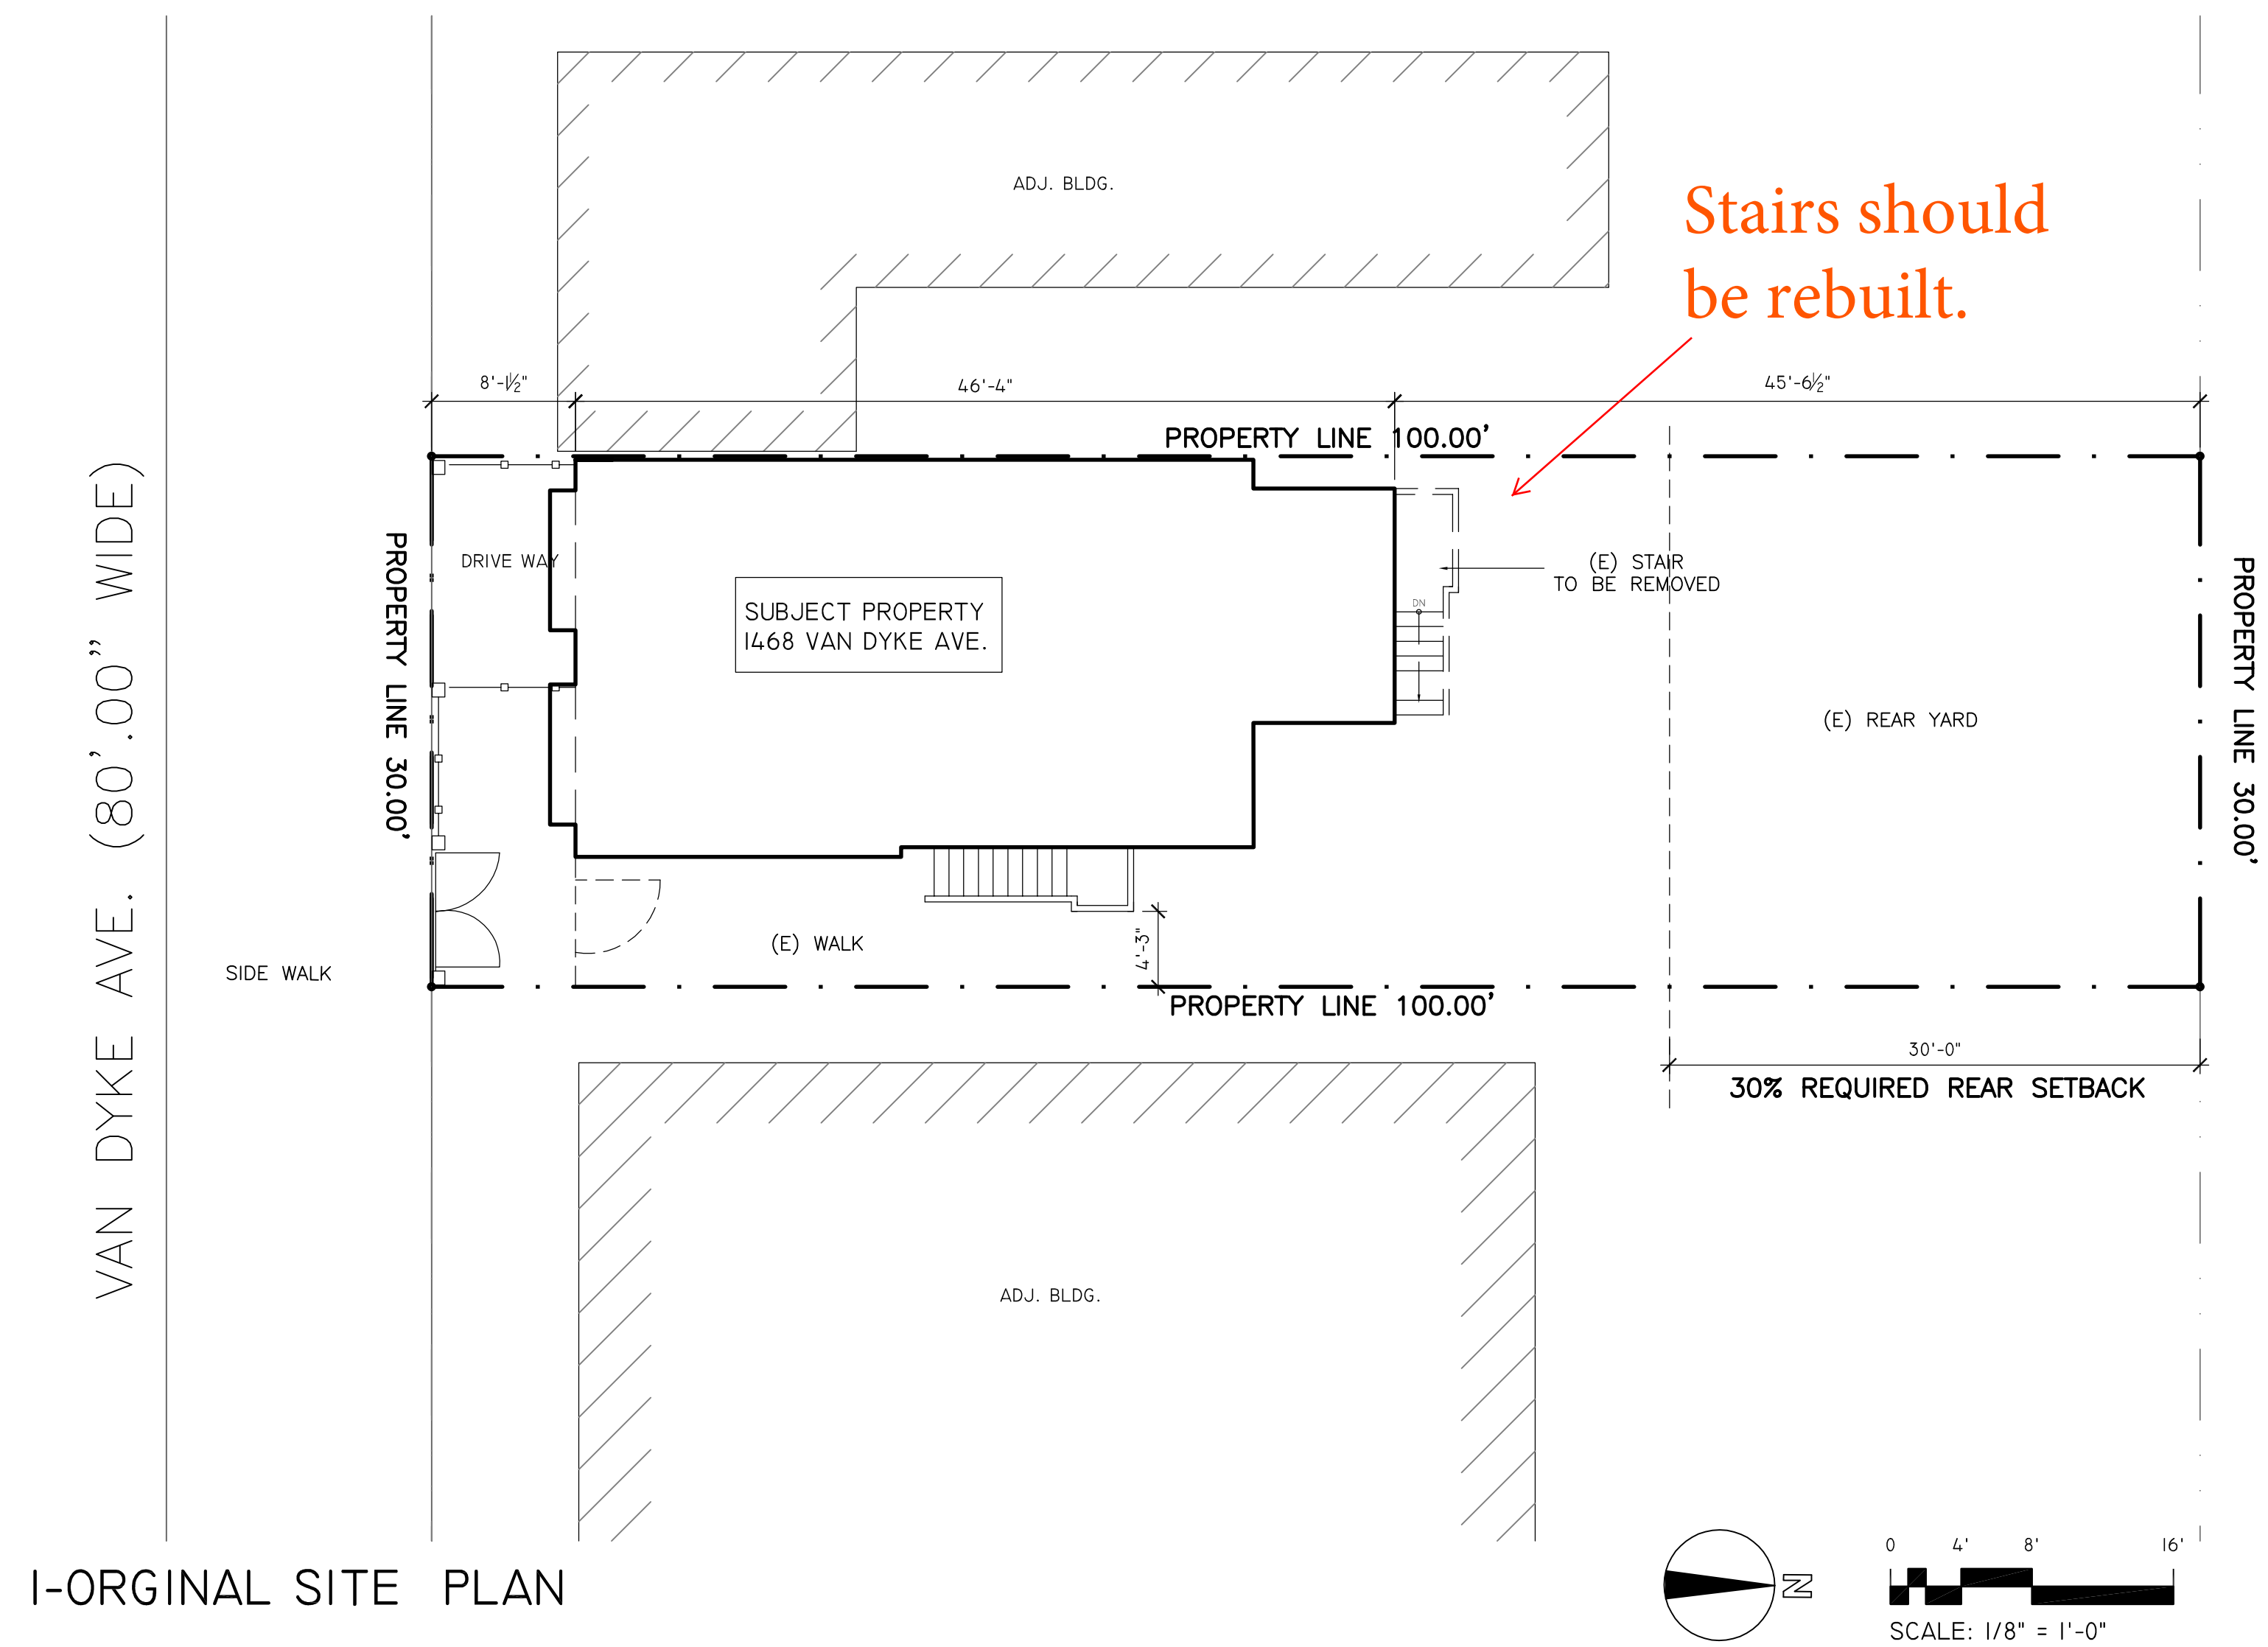 ADJ. BLDG.
Stairs should
be rebuilt.
8'-1½"
46'-4"
45'-6½"
PROPERTY LINE 100.00'
VAN DYKE AVE. (80'.00" WIDE)
PROPERTY LINE 30.00'
DRIVE WAY
SUBJECT PROPERTY
1468 VAN DYKE AVE.
(E) STAIR
TO BE REMOVED
DN
(E) REAR YARD
PROPERTY LINE 30.00'
SIDE WALK
(E) WALK
4'-3"
PROPERTY LINE 100.00'
30'-0"
30% REQUIRED REAR SETBACK
ADJ. BLDG.
1-ORGINAL SITE PLAN
N
0 4' 8' 16'
SCALE: 1/8" = 1'-0"